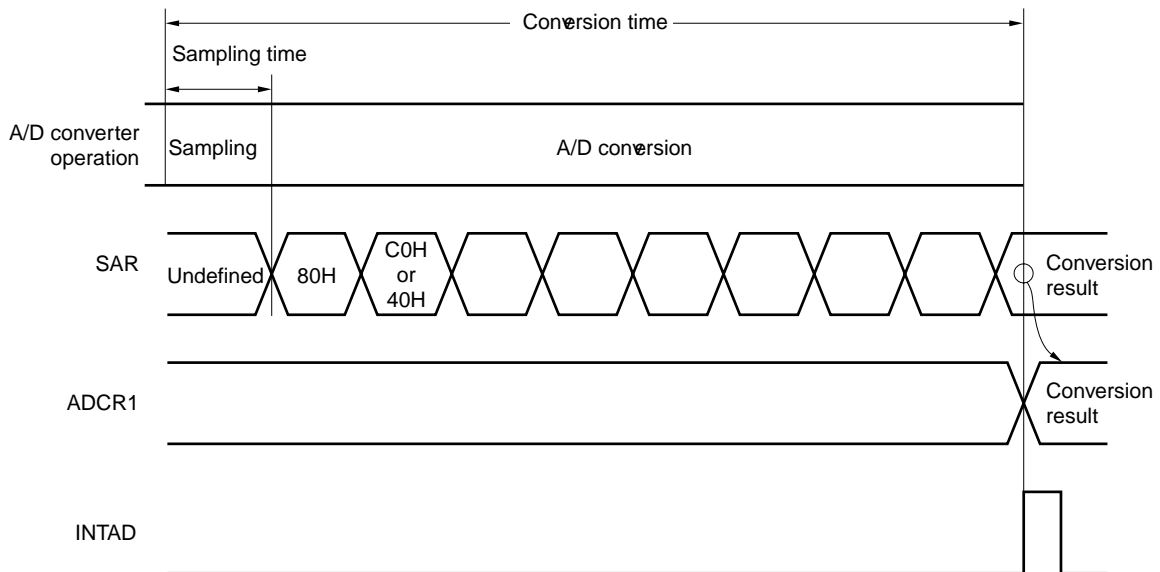 Conversion time
Sampling time
A/D converter
operation
Sampling
A/D conversion
SAR
Undefined
80H
C0H
or
40H
Conversion
result
ADCR1
Conversion
result
INTAD